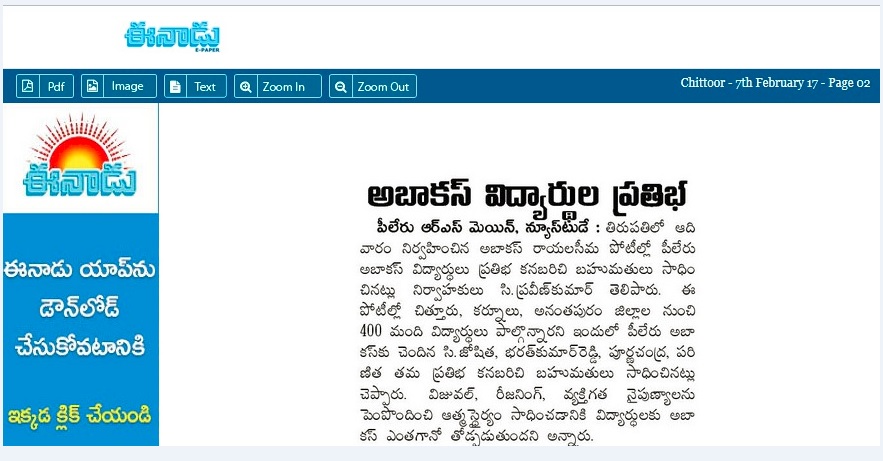 ఈనాడు
E-PAPER
Pdf Image Text Zoom In Zoom Out
Chittoor - 7th February 17 - Page 02
ఈనాడు
ఈనాడు యాప్‌ను
డౌన్‌లోడ్
చేసుకోవటానికి
ఇక్కడ క్లిక్ చేయండి
అబాకస్ విద్యార్థుల ప్రతిభ
పీలేరు ఆర్ఎస్ మెయిన్, న్యూస్‌టుడే : తిరుపతిలో ఆది
వారం నిర్వహించిన అబాకస్ రాయలసీమ పోటీల్లో పీలేరు
అబాకస్ విద్యార్థులు ప్రతిభ కనబరిచి బహుమతులు సాధిం
చినట్లు నిర్వాహకులు సి.ప్రవీణ్‌కుమార్ తెలిపారు. ఈ
పోటీల్లో చిత్తూరు, కర్నూలు, అనంతపురం జిల్లాల నుంచి
400 మంది విద్యార్థులు పాల్గొన్నారని ఇందులో పీలేరు అబా
కస్‌కు చెందిన సి.జోషిత, భరత్‌కుమార్‌రెడ్డి, పూర్ణచంద్ర, పరి
ణిత తమ ప్రతిభ కనబరిచి బహుమతులు సాధించినట్లు
చెప్పారు. విజువల్, రీజనింగ్, వ్యక్తిగత నైపుణ్యాలను
పెంపొందించి ఆత్మస్థైర్యం సాధించడానికి విద్యార్థులకు అబా
కస్ ఎంతగానో తోడ్పడుతుందని అన్నారు.